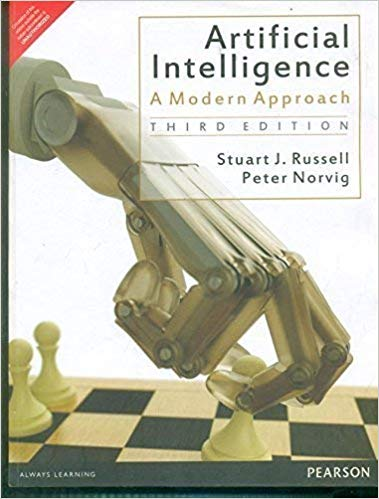 Artificial
Intelligence
A Modern Approach
THIRD EDITION
Stuart J. Russell
Peter Norvig
ALWAYS LEARNING
PEARSON